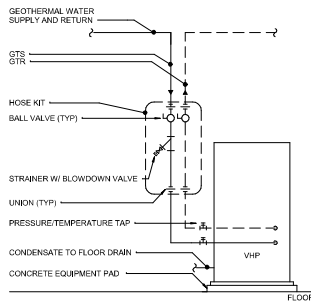 GEOTHERMAL WATER
SUPPLY AND RETURN
GTS
GTR
HOSE KIT
BALL VALVE (TYP)
STRAINER W/ BLOWDOWN VALVE
UNION (TYP)
PRESSURE/TEMPERATURE TAP
CONDENSATE TO FLOOR DRAIN
VHP
CONCRETE EQUIPMENT PAD
FLOOR